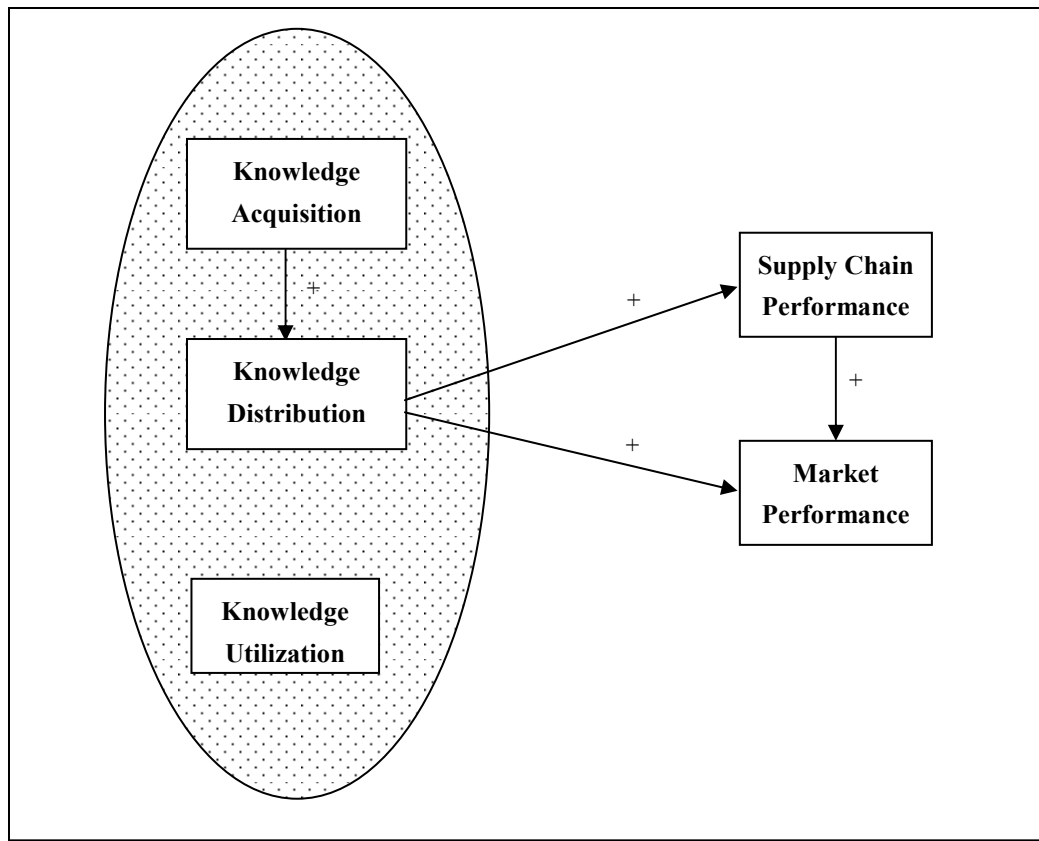 Knowledge
Acquisition
+
Supply Chain
Performance
+
Knowledge
Distribution
+
+
Market
Performance
Knowledge
Utilization